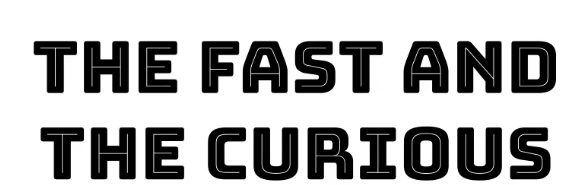 THE FAST AND
THE CURIOUS